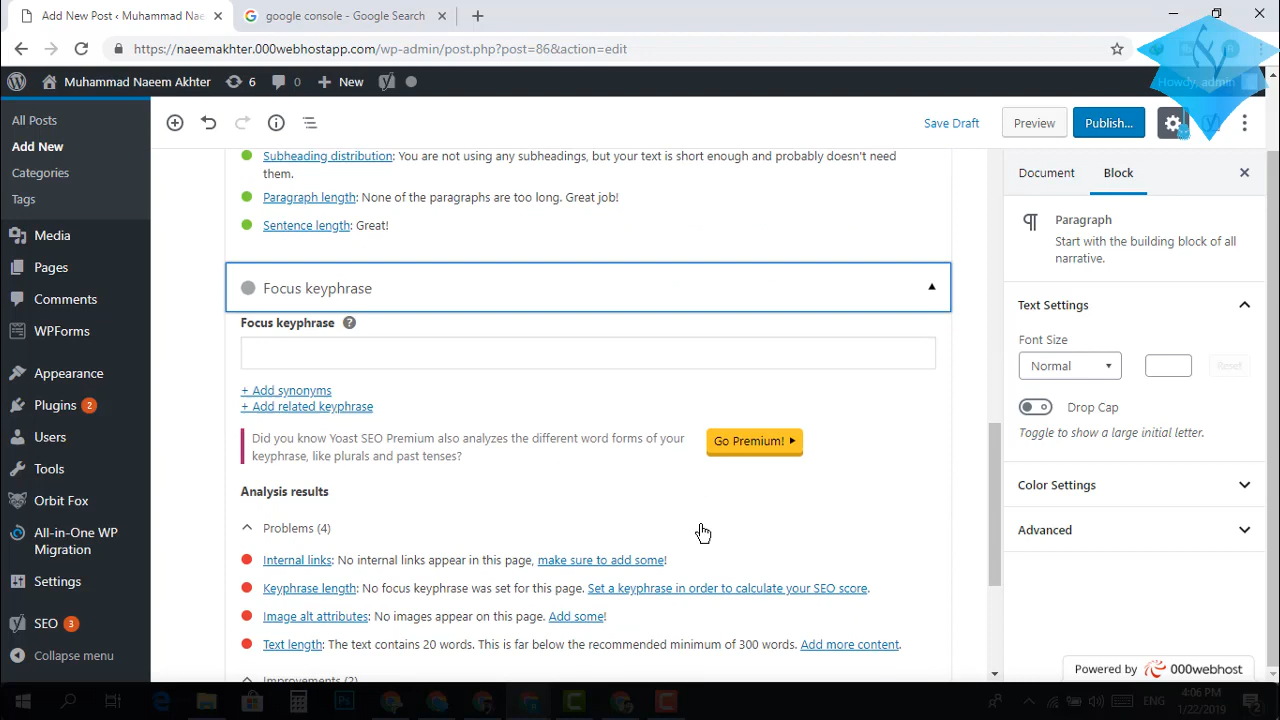 Add New Post ‹ Muhammad Nae
google console - Google Search
https://naeemakhter.000webhostapp.com/wp-admin/post.php?post=86&action=edit
Muhammad Naeem Akhter 6 0 New Howdy, admin
All Posts
Add New
Categories
Tags
Media
Pages
Comments
WPForms
Appearance
Plugins 2
Users
Tools
Orbit Fox
All-in-One WP
Migration
Settings
SEO 3
Collapse menu
Save Draft Preview Publish...
Subheading distribution: You are not using any subheadings, but your text is short enough and probably doesn't need
them.
Paragraph length: None of the paragraphs are too long. Great job!
Sentence length: Great!
Focus keyphrase
Focus keyphrase ?
+ Add synonyms
+ Add related keyphrase
Did you know Yoast SEO Premium also analyzes the different word forms of your
keyphrase, like plurals and past tenses?
Go Premium!
Analysis results
Problems (4)
Internal links: No internal links appear in this page, make sure to add some!
Keyphrase length: No focus keyphrase was set for this page. Set a keyphrase in order to calculate your SEO score.
Image alt attributes: No images appear on this page. Add some!
Text length: The text contains 20 words. This is far below the recommended minimum of 300 words. Add more content.
Improvements (2)
Document Block
Paragraph
Start with the building block of all
narrative.
Text Settings
Font Size
Normal Reset
Drop Cap
Toggle to show a large initial letter.
Color Settings
Advanced
Powered by 000webhost
ENG
4:06 PM
1/22/2019
2